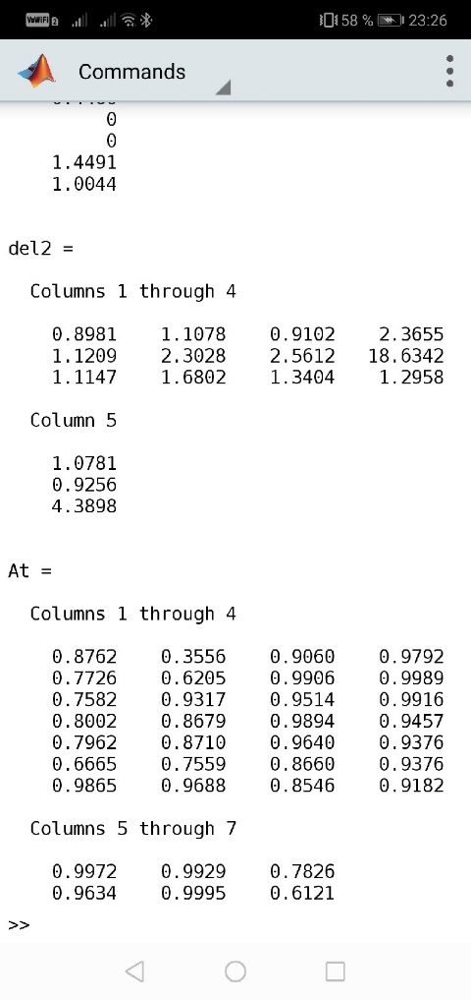 VoWiFi 2 58 % 23:26
Commands
0
0
1.4491
1.0044
del2 =
Columns 1 through 4
0.8981 1.1078 0.9102 2.3655
1.1209 2.3028 2.5612 18.6342
1.1147 1.6802 1.3404 1.2958
Column 5
1.0781
0.9256
4.3898
At =
Columns 1 through 4
0.8762 0.3556 0.9060 0.9792
0.7726 0.6205 0.9906 0.9989
0.7582 0.9317 0.9514 0.9916
0.8002 0.8679 0.9894 0.9457
0.7962 0.8710 0.9640 0.9376
0.6665 0.7559 0.8660 0.9376
0.9865 0.9688 0.8546 0.9182
Columns 5 through 7
0.9972 0.9929 0.7826
0.9634 0.9995 0.6121
>>